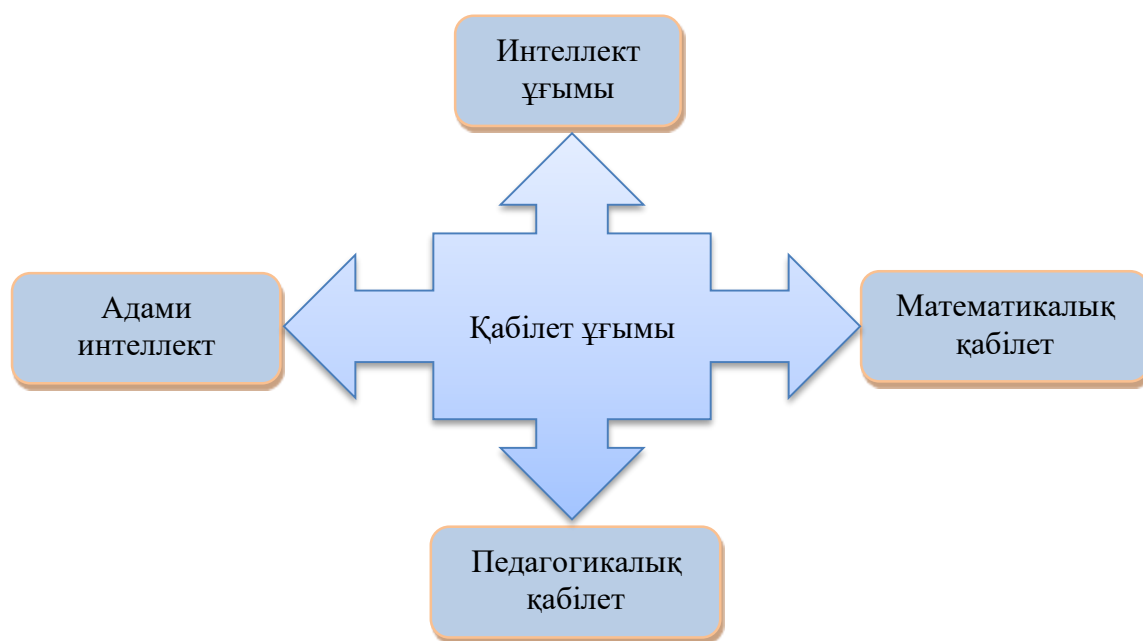 Интеллект
ұғымы
Адами
интеллект
Қабілет ұғымы
Математикалық
қабілет
Педагогикалық
қабілет